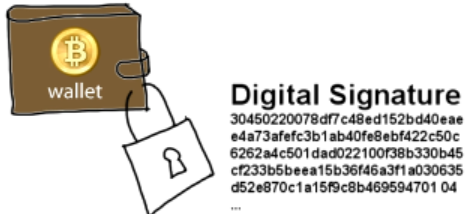 B
wallet
Digital Signature
30450220078df7c48ed152bd40eae
e4a73afefc3b1ab40fe8ebf422c50c
6262a4c501dad022100f38b330b45
cf233b5beea15b36f46a3f1a030635
d52e870c1a15f9c8b469594701 04
...